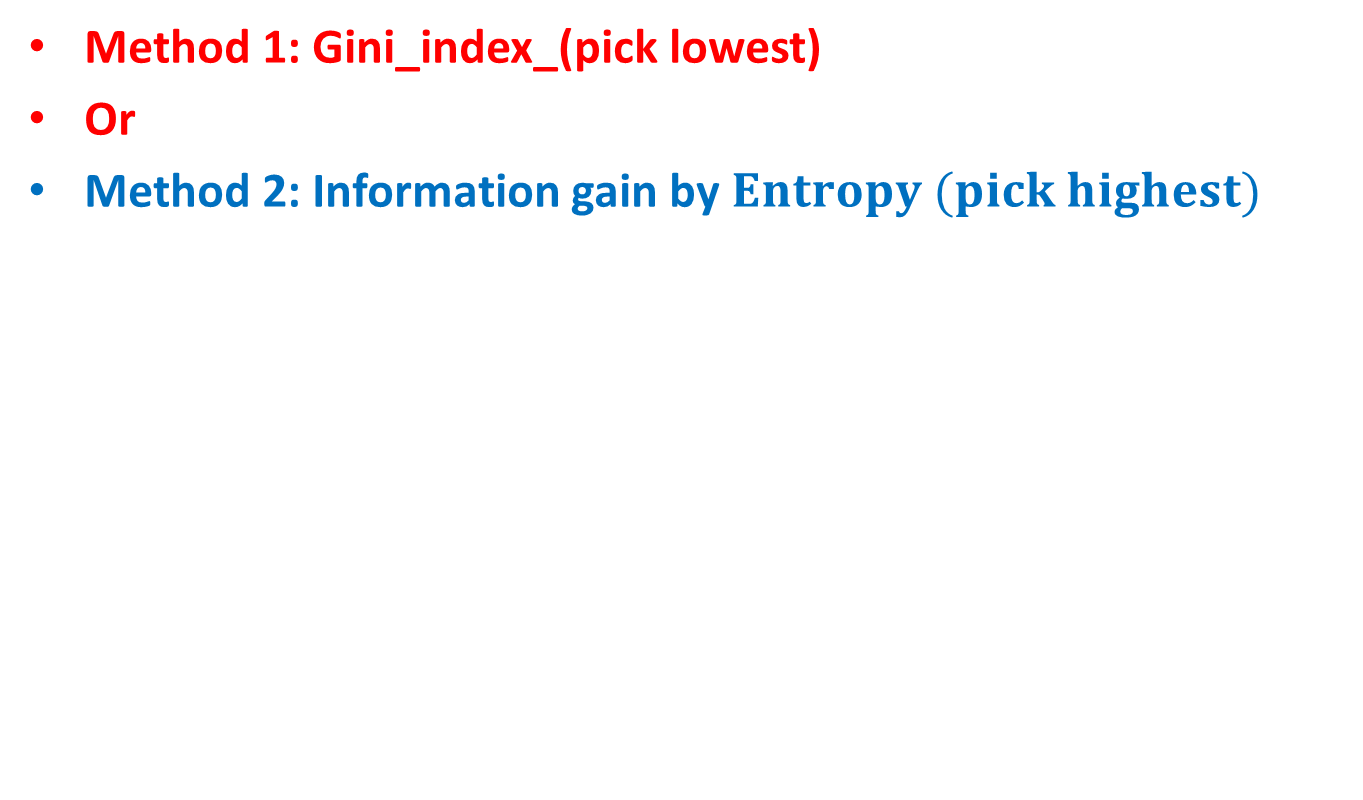 • Method 1: Gini_index_(pick lowest)
• Or
• Method 2: Information gain by Entropy (pick highest)